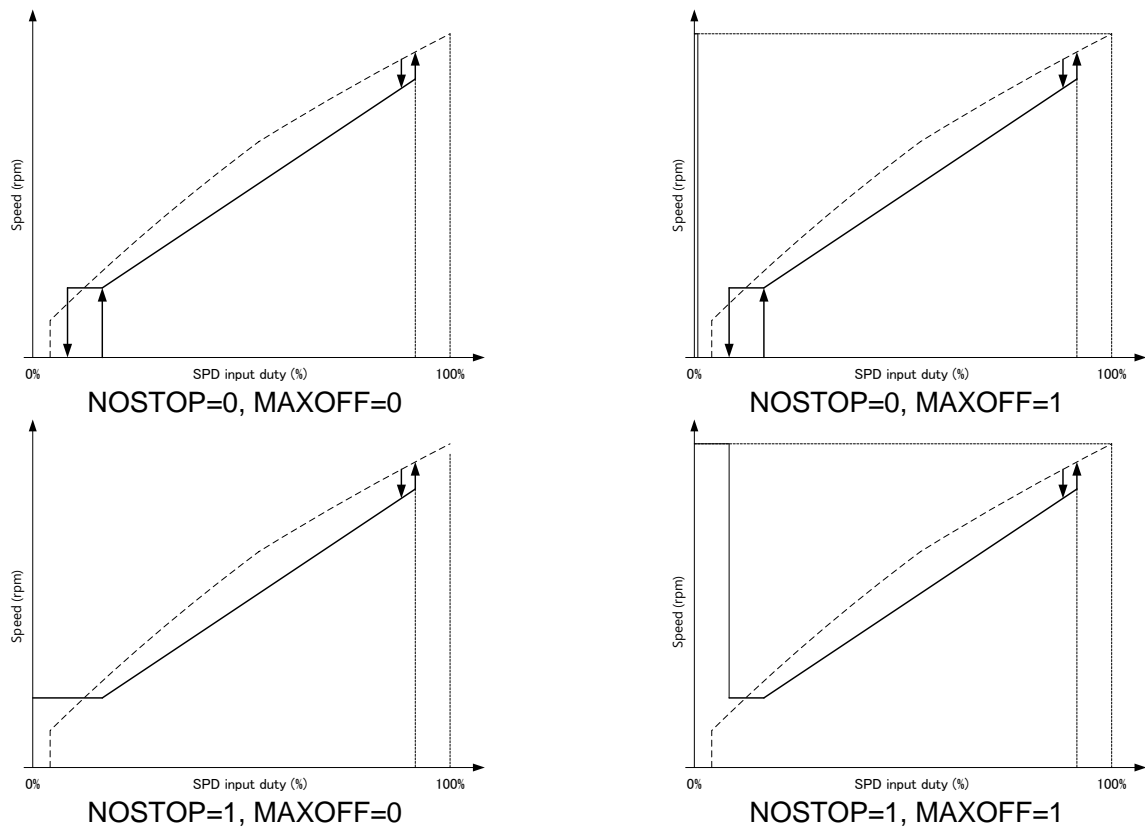 Speed (rpm)
0%
SPD input duty (%)
100%
NOSTOP=0, MAXOFF=0
Speed (rpm)
0%
SPD input duty (%)
100%
NOSTOP=0, MAXOFF=1
Speed (rpm)
0%
SPD input duty (%)
100%
NOSTOP=1, MAXOFF=0
Speed (rpm)
0%
SPD input duty (%)
100%
NOSTOP=1, MAXOFF=1